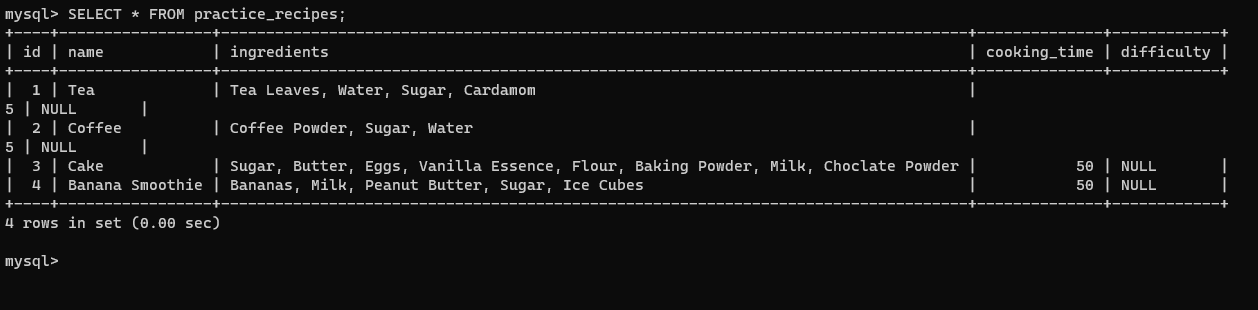 mysql> SELECT * FROM practice_recipes;
+----+-----------------+-----------------------------------------------------------------------------------+--------------+------------+
| id | name            | ingredients                                                                       | cooking_time | difficulty |
+----+-----------------+-----------------------------------------------------------------------------------+--------------+------------+
|  1 | Tea             | Tea Leaves, Water, Sugar, Cardamom                                                |
5 | NULL       |
|  2 | Coffee          | Coffee Powder, Sugar, Water                                                       |
5 | NULL       |
|  3 | Cake            | Sugar, Butter, Eggs, Vanilla Essence, Flour, Baking Powder, Milk, Choclate Powder |           50 | NULL       |
|  4 | Banana Smoothie | Bananas, Milk, Peanut Butter, Sugar, Ice Cubes                                    |           50 | NULL       |
+----+-----------------+-----------------------------------------------------------------------------------+--------------+------------+
4 rows in set (0.00 sec)
mysql>